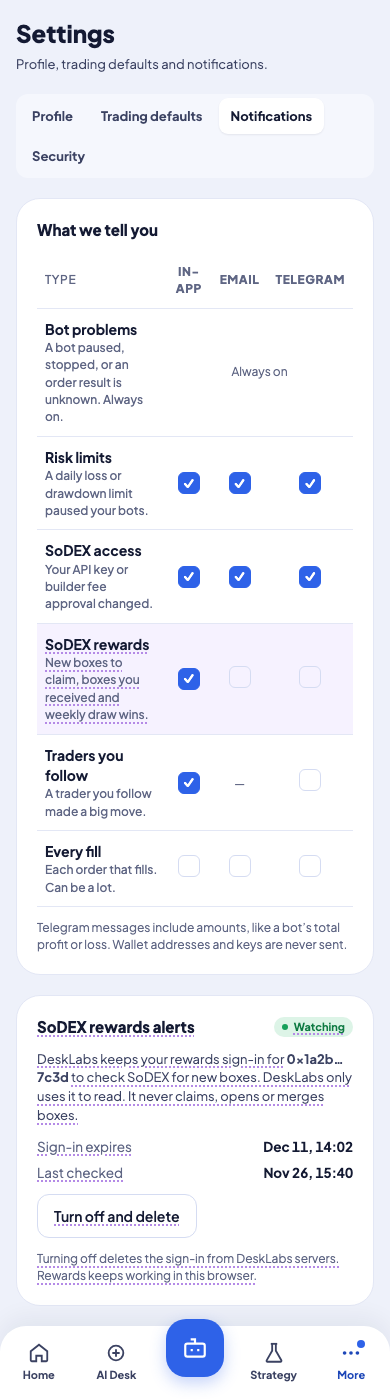 Settings
Profile, trading defaults and notifications.
Profile
Trading defaults
Notifications
Security
What we tell you
TYPE
IN-
APP
EMAIL
TELEGRAM
Bot problems
A bot paused,
stopped, or an
order result is
unknown. Always
on.
Always on
Risk limits
A daily loss or
drawdown limit
paused your bots.
SoDEX access
Your API key or
builder fee
approval changed.
SoDEX rewards
New boxes to
claim, boxes you
received and
weekly draw wins.
Traders you
follow
A trader you follow
made a big move.
—
Every fill
Each order that fills.
Can be a lot.
Telegram messages include amounts, like a bot's total
profit or loss. Wallet addresses and keys are never sent.
SoDEX rewards alerts
Watching
DeskLabs keeps your rewards sign-in for 0x1a2b…
7c3d to check SoDEX for new boxes. DeskLabs only
uses it to read. It never claims, opens or merges
boxes.
Sign-in expires
Dec 11, 14:02
Last checked
Nov 26, 15:40
Turn off and delete
Turning off deletes the sign-in from DeskLabs servers.
Rewards keeps working in this browser.
Home
AI Desk
Strategy
More